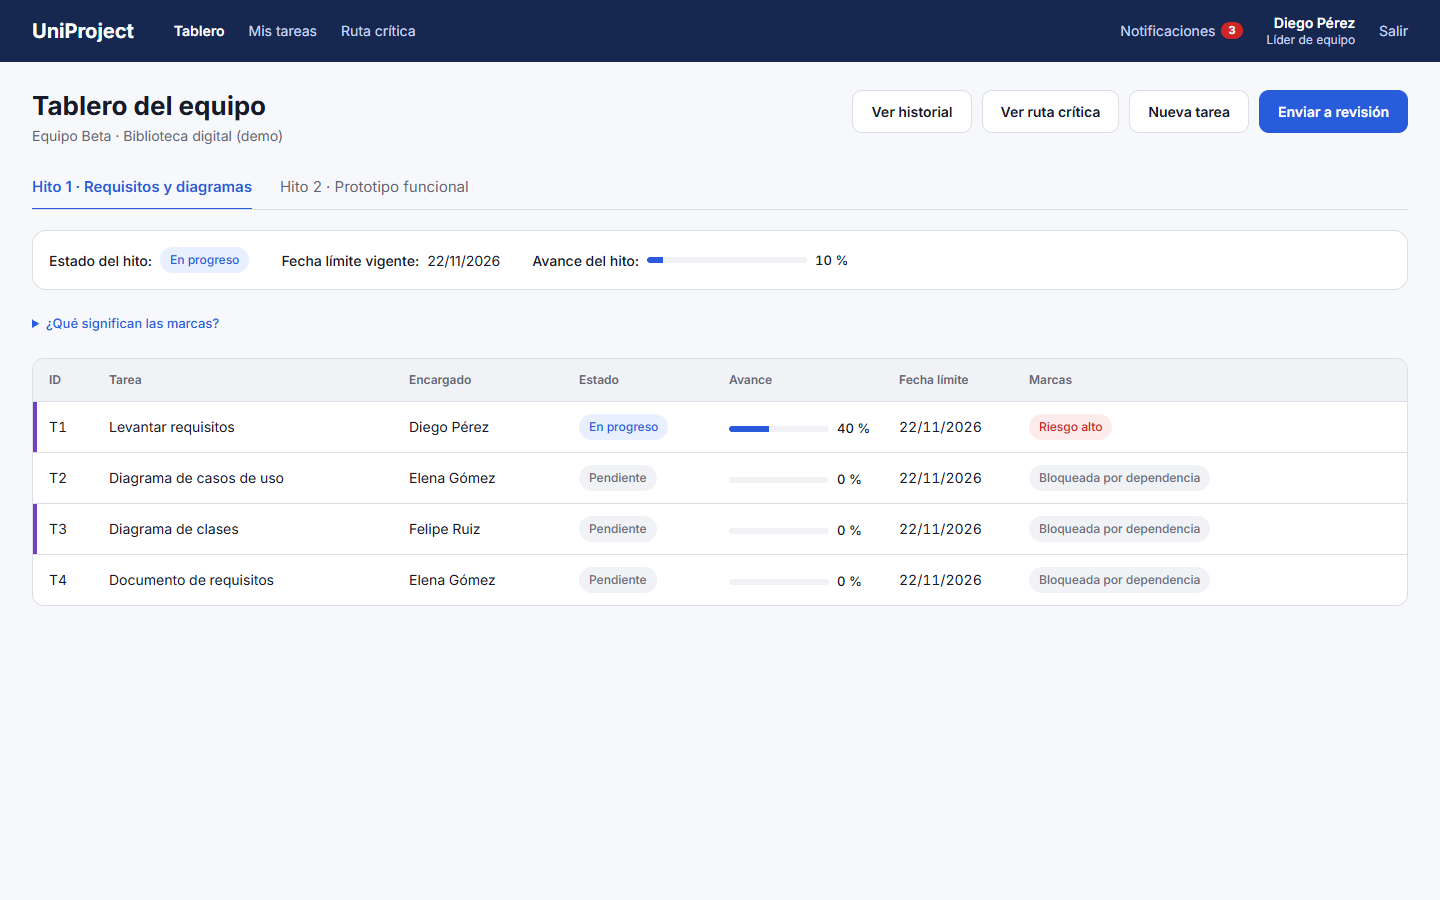 UniProject Tablero Mis tareas Ruta crítica Notificaciones 3 Diego Pérez Salir
Líder de equipo
Tablero del equipo
Equipo Beta · Biblioteca digital (demo)
Ver historial Ver ruta crítica Nueva tarea Enviar a revisión
Hito 1 · Requisitos y diagramas Hito 2 · Prototipo funcional
Estado del hito: En progreso Fecha límite vigente: 22/11/2026 Avance del hito: 10 %
¿Qué significan las marcas?
ID Tarea Encargado Estado Avance Fecha límite Marcas
T1 Levantar requisitos Diego Pérez En progreso 40 % 22/11/2026 Riesgo alto
T2 Diagrama de casos de uso Elena Gómez Pendiente 0 % 22/11/2026 Bloqueada por dependencia
T3 Diagrama de clases Felipe Ruiz Pendiente 0 % 22/11/2026 Bloqueada por dependencia
T4 Documento de requisitos Elena Gómez Pendiente 0 % 22/11/2026 Bloqueada por dependencia